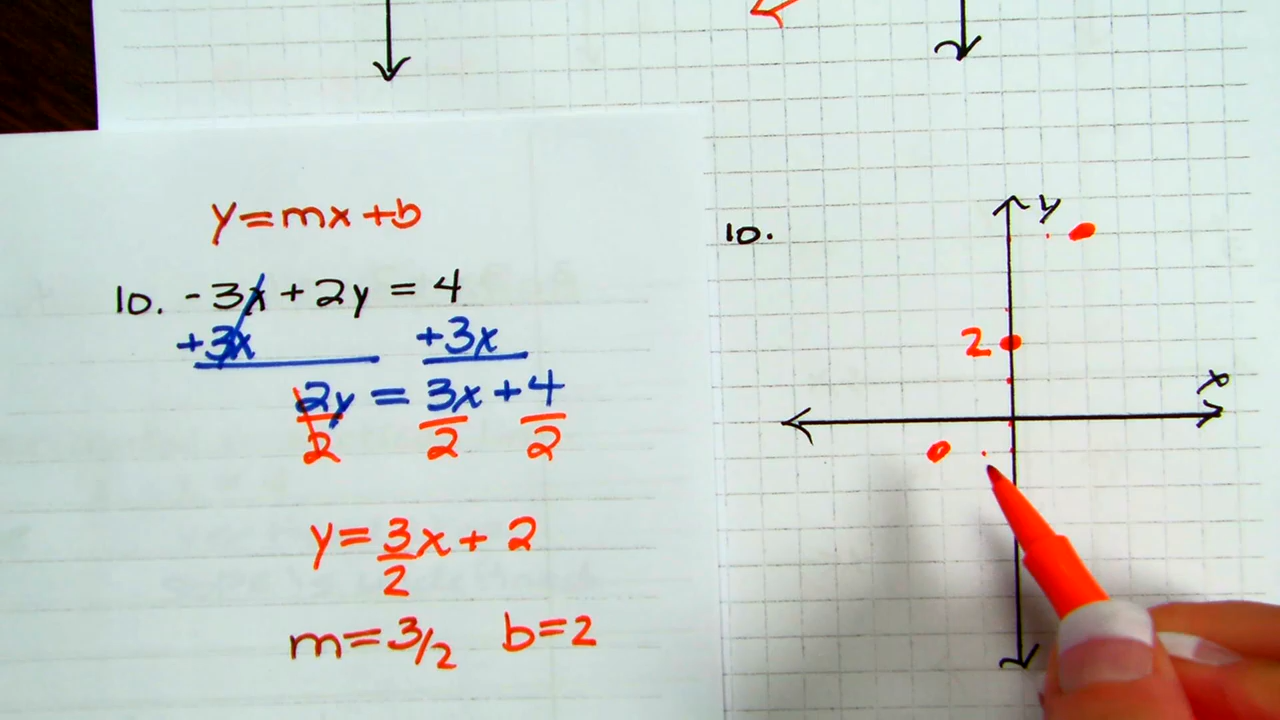 y=mx+b
10. -3x+2y=4
+3x +3x
2y=3x+4
2 2 2
y=3/2x+2
m=3/2 b=2
10.
y
2
x